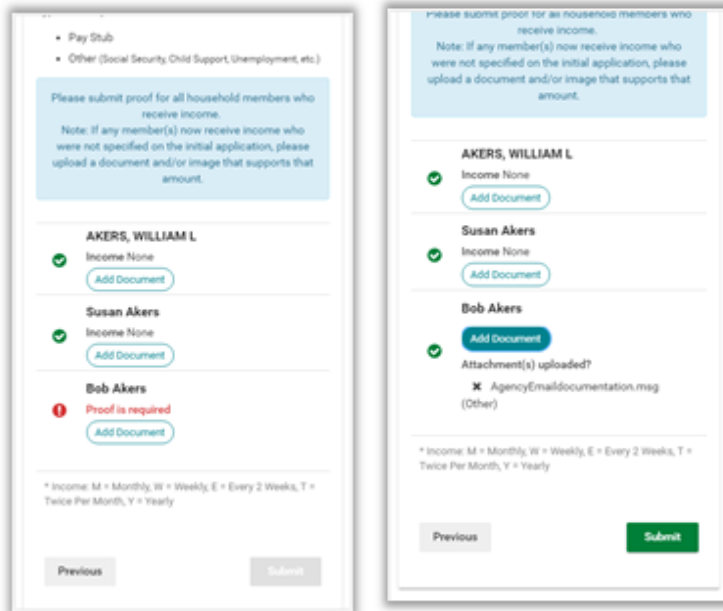 • Pay Stub
• Other (Social Security, Child Support, Unemployment, etc.)
Please submit proof for all household members who
receive income.
Note: If any member(s) now receive income who
were not specified on the initial application, please
upload a document and/or image that supports that
amount.
AKERS, WILLIAM L
Income None
Add Document
Susan Akers
Income None
Add Document
Bob Akers
Proof is required
Add Document
* Income: M = Monthly, W = Weekly, E = Every 2 Weeks, T =
Twice Per Month, Y = Yearly
Previous
Submit
Please submit proof for all household members who
receive income.
Note: If any member(s) now receive income who
were not specified on the initial application, please
upload a document and/or image that supports that
amount.
AKERS, WILLIAM L
Income None
Add Document
Susan Akers
Income None
Add Document
Bob Akers
Add Document
Attachment(s) uploaded?
✖ AgencyEmaildocumentation.msg
(Other)
* Income: M = Monthly, W = Weekly, E = Every 2 Weeks, T =
Twice Per Month, Y = Yearly
Previous
Submit